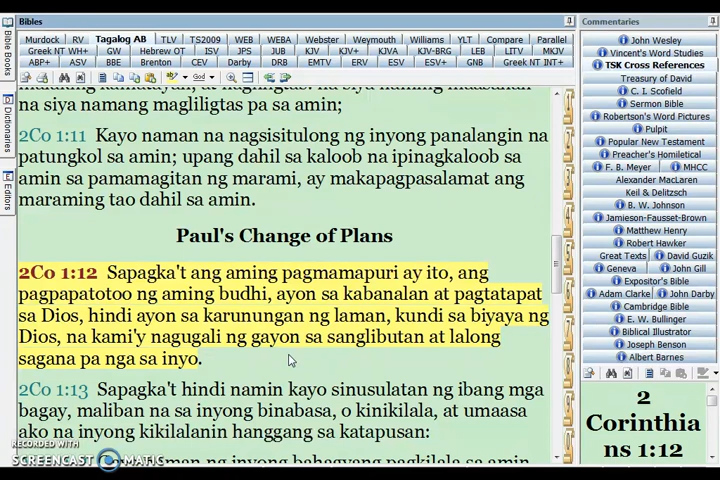 Bibles
Murdock RV Tagalog AB TLV TS2009 WEB WEBA Webster Weymouth Williams YLT Compare Parallel
Greek NT WH+ GW Hebrew OT ISV JPS JUB KJV KJV+ KJV-BRG LEB LITV MKJV
ABP+ ASV BBE Brenton CEV Darby DRB EMTV ERV ESV ESV+ GNB Greek NT INT+
God
na siya namang magliligtas pa sa amin;
2Co 1:11 Kayo naman na nagsisitulong ng inyong panalangin na
patungkol sa amin; upang dahil sa kaloob na ipinagkaloob sa
amin sa pamamagitan ng marami, ay makapagpasalamat ang
maraming tao dahil sa amin.
Paul's Change of Plans
2Co 1:12 Sapagka't ang aming pagmamapuri ay ito, ang
pagpapatotoo ng aming budhi, ayon sa kabanalan at pagtatapat
sa Dios, hindi ayon sa karunungan ng laman, kundi sa biyaya ng
Dios, na kami'y nagugali ng gayon sa sanglibutan at lalong
sagana pa nga sa inyo.
2Co 1:13 Sapagka't hindi namin kayo sinusulatan ng ibang mga
bagay, maliban na sa inyong binabasa, o kinikilala, at umaasa
ako na inyong kikilalanin hanggang sa katapusan:
Bible Books
Dictionaries
Editors
Commentaries
John Wesley
Vincent's Word Studies
TSK Cross References
Treasury of David
C. I. Scofield
Sermon Bible
Robertson's Word Pictures
Pulpit
Popular New Testament
Preacher's Homiletical
F. B. Meyer MHCC
Alexander MacLaren
Keil & Delitzsch
B. W. Johnson
Jamieson-Fausset-Brown
Matthew Henry
Robert Hawker
Great Texts David Guzik
Geneva John Gill
Expositor's Bible
Adam Clarke John Darby
Cambridge Bible
E. W. Bullinger
Biblical Illustrator
Joseph Benson
Albert Barnes
2
Corinthia
ns 1:12
RECORDED WITH
SCREENCAST MATIC